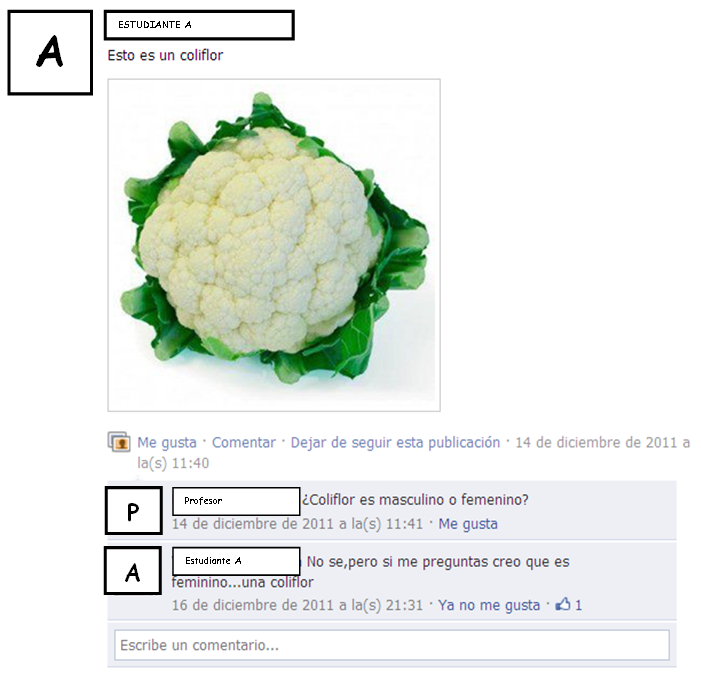 A
ESTUDIANTE A
Esto es un coliflor
Me gusta · Comentar · Dejar de seguir esta publicación · 14 de diciembre de 2011 a
la(s) 11:40
P
Profesor ¿Coliflor es masculino o femenino?
14 de diciembre de 2011 a la(s) 11:41 · Me gusta
A
Estudiante A No se,pero si me preguntas creo que es
feminino...una coliflor
16 de diciembre de 2011 a la(s) 21:31 · Ya no me gusta · 1
Escribe un comentario...